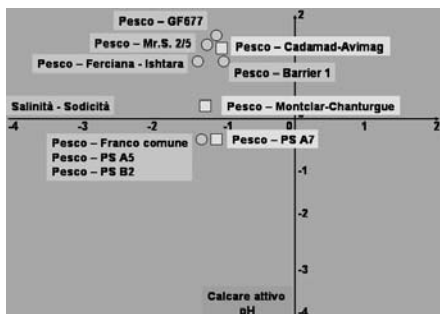 Pesco – GF677
2
Pesco – Mr.S. 2/5
Pesco – Cadamad-Avimag
Pesco – Ferciana - Ishtara
Pesco – Barrier 1
1
Salinità - Sodicità
Pesco – Montclar-Chanturgue
-4 -3 -2 -1 0 1 2
Pesco – Franco comune
Pesco – PS A7
Pesco – PS A5
Pesco – PS B2
-1
-2
-3
Calcare attivo
pH
-4